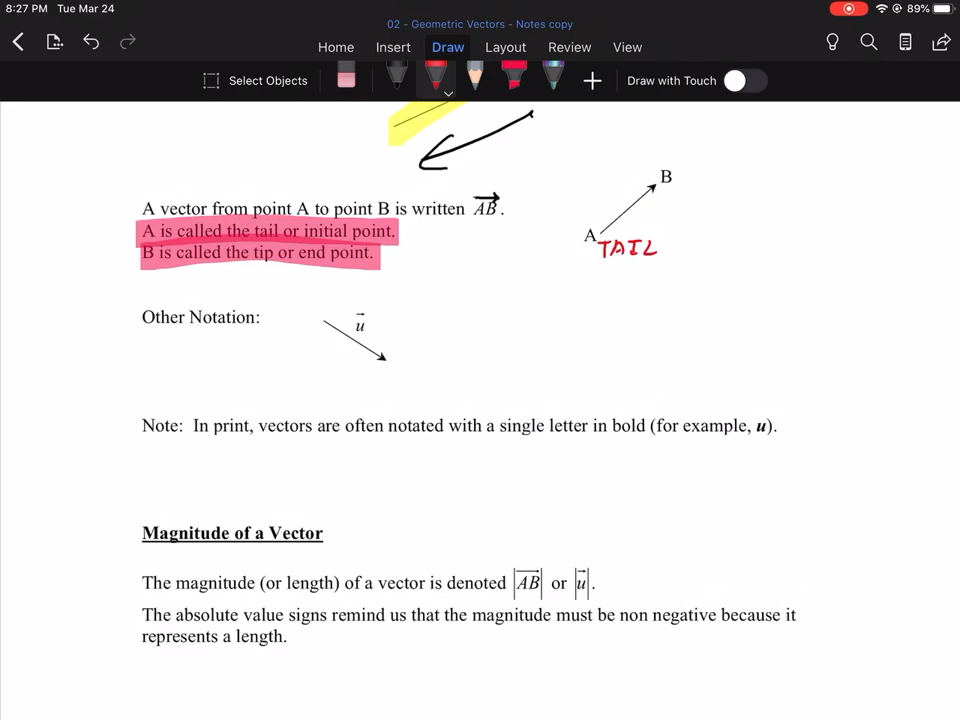 8:27 PM Tue Mar 24 89%
02 - Geometric Vectors - Notes copy
Home Insert Draw Layout Review View
Select Objects Draw with Touch
A vector from point A to point B is written AB⃗.
A is called the tail or initial point.
B is called the tip or end point.
B
A TAIL
Other Notation: u⃗
Note: In print, vectors are often notated with a single letter in bold (for example, u).
Magnitude of a Vector
The magnitude (or length) of a vector is denoted |AB⃗| or |u⃗|.
The absolute value signs remind us that the magnitude must be non negative because it
represents a length.